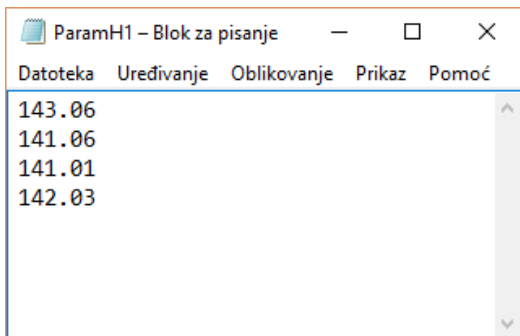 ParamH1 – Blok za pisanje
Datoteka Uređivanje Oblikovanje Prikaz Pomoć
143.06
141.06
141.01
142.03